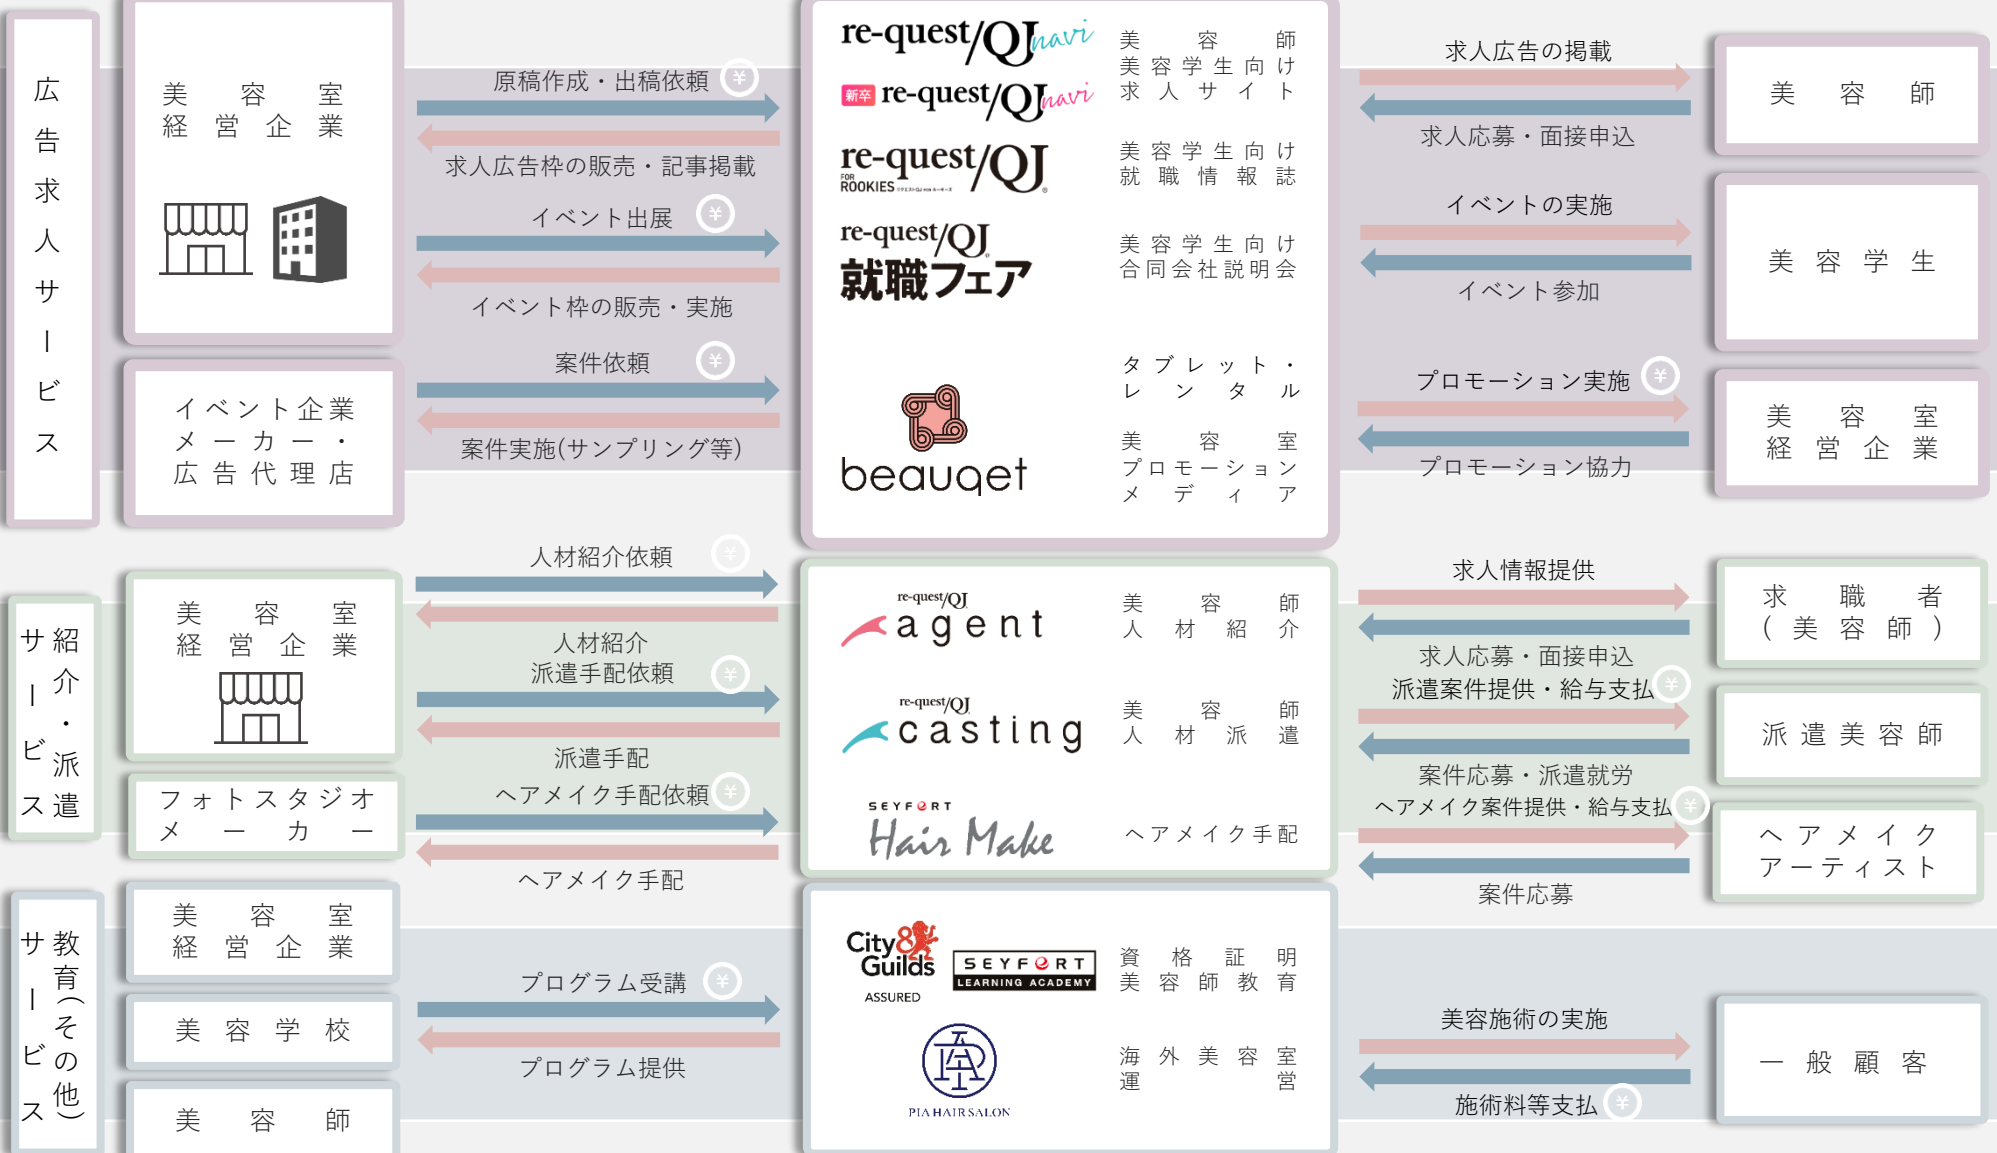 広告求人サービス
美容室
経営企業
イベント企業
メーカー・
広告代理店
原稿作成・出稿依頼 ¥
求人広告枠の販売・記事掲載
イベント出展 ¥
イベント枠の販売・実施
案件依頼 ¥
案件実施(サンプリング等)
re-quest/QJ navi
新卒 re-quest/QJ navi
美容師
美容学生向け
求人サイト
re-quest/QJ
FOR
ROOKIES
美容学生向け
就職情報誌
re-quest/QJ
就職フェア
美容学生向け
合同会社説明会
beauqet
タブレット・
レンタル
美容室
プロモーション
メディア
求人広告の掲載
求人応募・面接申込
イベントの実施
イベント参加
プロモーション実施 ¥
プロモーション協力
美容師
美容学生
美容室
経営企業
紹介・派遣
サービス
美容室
経営企業
フォトスタジオ
メーカー
人材紹介依頼 ¥
人材紹介
派遣手配依頼 ¥
派遣手配
ヘアメイク手配依頼 ¥
ヘアメイク手配
re-quest/QJ
agent
美容師
人材紹介
re-quest/QJ
casting
美容師
人材派遣
SEYFORT
Hair Make
ヘアメイク手配
求人情報提供
求人応募・面接申込
派遣案件提供・給与支払 ¥
案件応募・派遣就労
ヘアメイク案件提供・給与支払 ¥
案件応募
求職者
(美容師)
派遣美容師
ヘアメイク
アーティスト
教育(その他)
サービス
美容室
経営企業
美容学校
美容師
プログラム受講 ¥
プログラム提供
City &
Guilds
ASSURED
SEYFORT
LEARNING ACADEMY
資格証明
美容師教育
PIA HAIR SALON
海外美容室
運営
美容施術の実施
施術料等支払 ¥
一般顧客